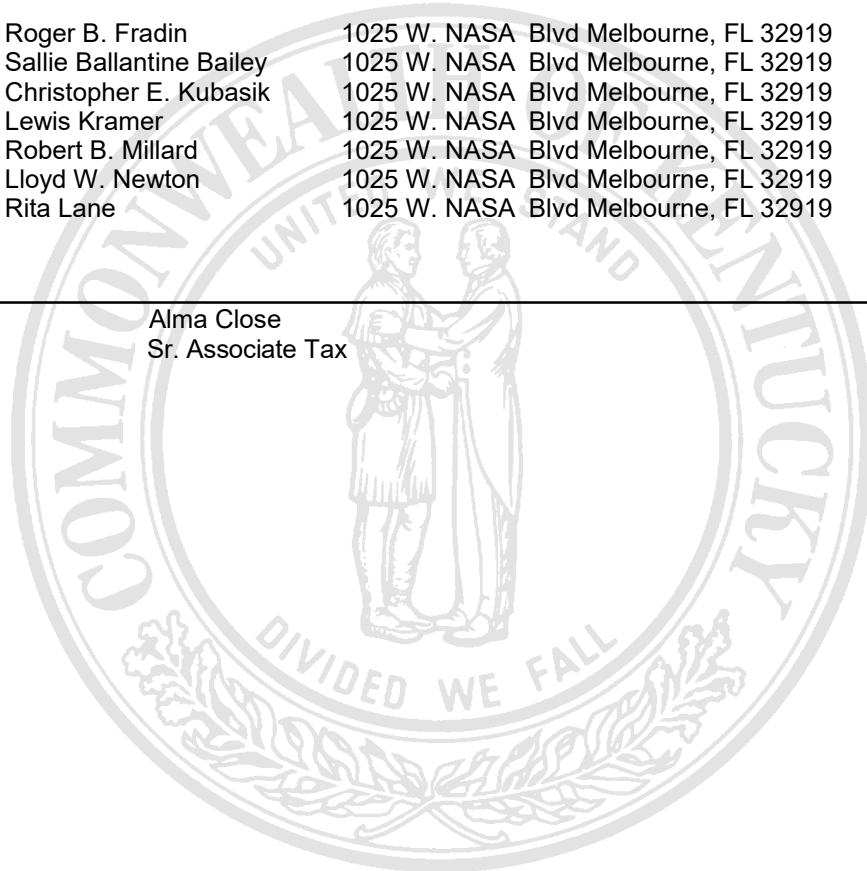 Roger B. Fradin 1025 W. NASA Blvd Melbourne, FL 32919
Sallie Ballantine Bailey 1025 W. NASA Blvd Melbourne, FL 32919
Christopher E. Kubasik 1025 W. NASA Blvd Melbourne, FL 32919
Lewis Kramer 1025 W. NASA Blvd Melbourne, FL 32919
Robert B. Millard 1025 W. NASA Blvd Melbourne, FL 32919
Lloyd W. Newton 1025 W. NASA Blvd Melbourne, FL 32919
Rita Lane 1025 W. NASA Blvd Melbourne, FL 32919
Alma Close
Sr. Associate Tax
COMMONWEALTH OF KENTUCKY
UNITED WE STAND
DIVIDED WE FALL